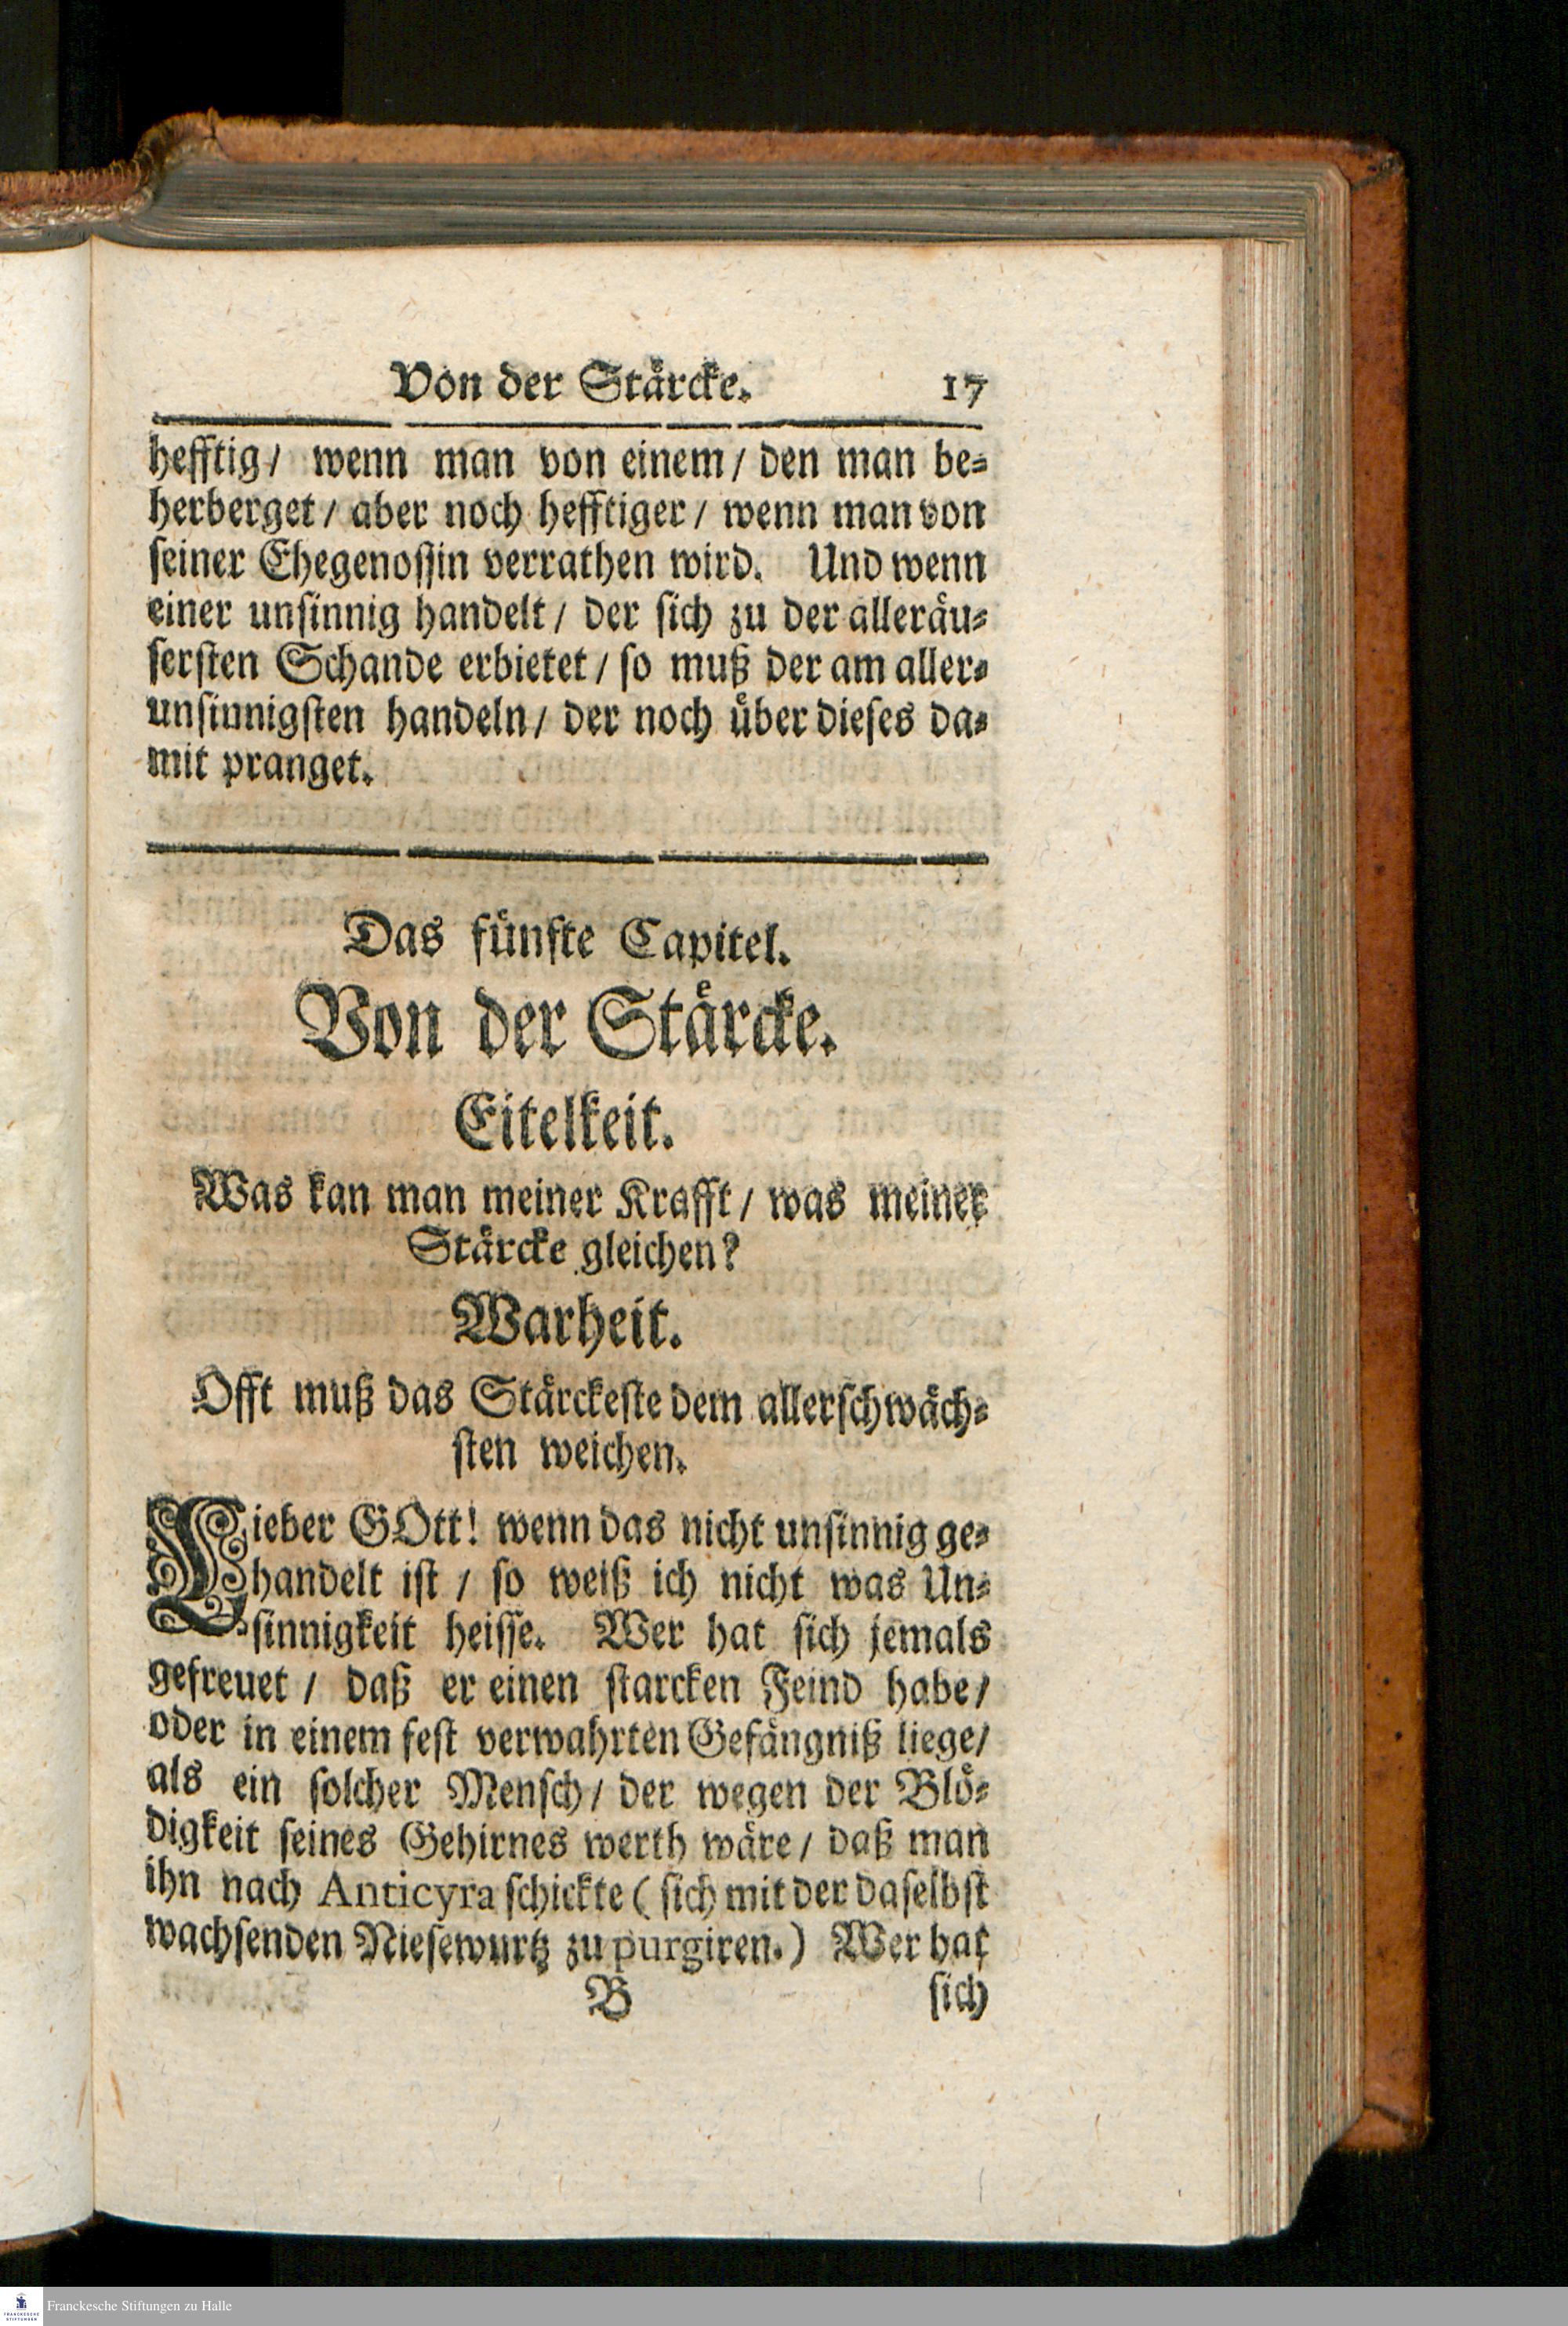 Von der Stärcke. 17
hefftig/ wenn man von einem/ den man be-
herberget/ aber noch hefftiger/ wenn man von
seiner Ehegenossin verrathen wird. Und wenn
einer unsinnig handelt/ der sich zu der alleräu-
sersten Schande erbietet/ so muß der am aller-
unsinnigsten handeln/ der noch über dieses da-
mit pranget.
Das fünfte Capitel.
Von der Stärcke.
Eitelkeit.
Was kan man meiner Krafft/ was meiner
Stärcke gleichen?
Warheit.
Offt muß das Stärckeste dem allerschwäch-
sten weichen.
Lieber GOtt! wenn das nicht unsinnig ge-
handelt ist/ so weiß ich nicht was Un-
sinnigkeit heisse. Wer hat sich jemals
gefreuet/ daß er einen starcken Feind habe/
oder in einem fest verwahrten Gefängniß liege/
als ein solcher Mensch/ der wegen der Blö-
digkeit seines Gehirnes werth wäre/ daß man
ihn nach Anticyra schickte (sich mit der daselbst
wachsenden Niesewurtz zu purgiren.) Wer hat
B sich
Franckesche Stiftungen zu Halle
FRANCKESCHE
STIFTUNGEN